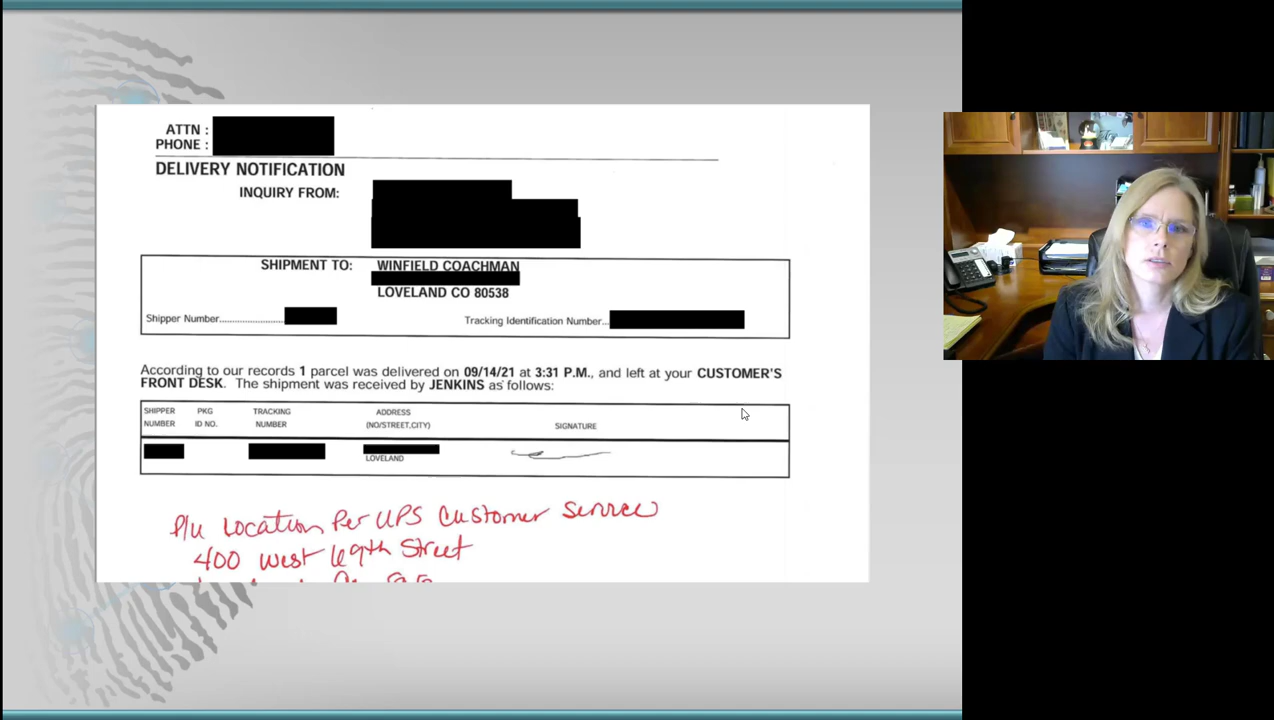 ATTN :
PHONE :
DELIVERY NOTIFICATION
INQUIRY FROM:
SHIPMENT TO: WINFIELD COACHMAN
LOVELAND CO 80538
Shipper Number........................ Tracking Identification Number...
According to our records 1 parcel was delivered on 09/14/21 at 3:31 P.M., and left at your CUSTOMER'S
FRONT DESK. The shipment was received by JENKINS as follows:
SHIPPER PKG TRACKING ADDRESS
NUMBER ID NO. NUMBER (NO/STREET,CITY) SIGNATURE
LOVELAND
P/U Location Per UPS Customer Service
400 West 69th Street